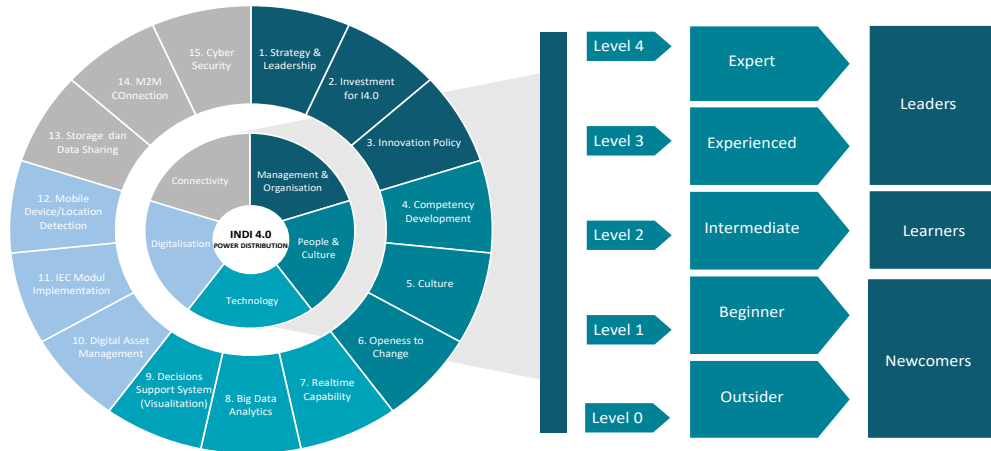 1. Strategy &
Leadership
2. Investment
for I4.0
3. Innovation Policy
4. Competency
Development
5. Culture
6. Openess to
Change
7. Realtime
Capability
8. Big Data
Analytics
9. Decisions
Support System
(Visualitation)
10. Digital Asset
Management
11. IEC Modul
Implementation
12. Mobile
Device/Location
Detection
13. Storage dan
Data Sharing
14. M2M
COnnection
15. Cyber
Security
Management &
Organisation
People &
Culture
Technology
Digitalisation
Connectivity
INDI 4.0
POWER DISTRIBUTION
Level 4
Expert
Level 3
Experienced
Leaders
Level 2
Intermediate
Learners
Level 1
Beginner
Level 0
Outsider
Newcomers